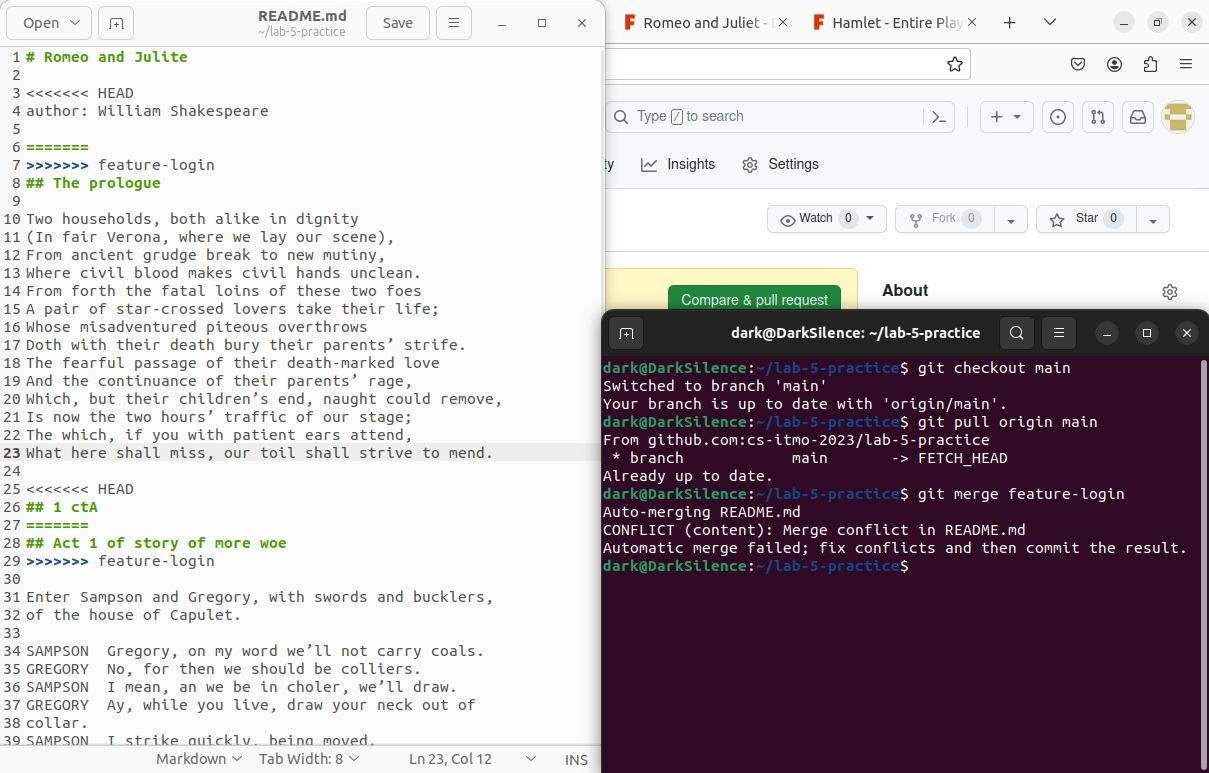 Open
README.md
~/lab-5-practice
Save
1 # Romeo and Julite
2
3 <<<<<<< HEAD
4 author: William Shakespeare
5
6 =======
7 >>>>>>> feature-login
8 ## The prologue
9
10 Two households, both alike in dignity
11 (In fair Verona, where we lay our scene),
12 From ancient grudge break to new mutiny,
13 Where civil blood makes civil hands unclean.
14 From forth the fatal loins of these two foes
15 A pair of star-crossed lovers take their life;
16 Whose misadventured piteous overthrows
17 Doth with their death bury their parents’ strife.
18 The fearful passage of their death-marked love
19 And the continuance of their parents’ rage,
20 Which, but their children’s end, naught could remove,
21 Is now the two hours’ traffic of our stage;
22 The which, if you with patient ears attend,
23 What here shall miss, our toil shall strive to mend.
24
25 <<<<<<< HEAD
26 ## 1 ctA
27 =======
28 ## Act 1 of story of more woe
29 >>>>>>> feature-login
30
31 Enter Sampson and Gregory, with swords and bucklers,
32 of the house of Capulet.
33
34 SAMPSON  Gregory, on my word we’ll not carry coals.
35 GREGORY  No, for then we should be colliers.
36 SAMPSON  I mean, an we be in choler, we’ll draw.
37 GREGORY  Ay, while you live, draw your neck out of
38 collar.
39 SAMPSON  I strike quickly, being moved.
Markdown
Tab Width: 8
Ln 23, Col 12
INS
Romeo and Juliet -
Hamlet - Entire Play
Type / to search
ty
Insights
Settings
Watch 0
Fork 0
Star 0
Compare & pull request
About
dark@DarkSilence: ~/lab-5-practice
dark@DarkSilence:~/lab-5-practice$ git checkout main
Switched to branch 'main'
Your branch is up to date with 'origin/main'.
dark@DarkSilence:~/lab-5-practice$ git pull origin main
From github.com:cs-itmo-2023/lab-5-practice
 * branch            main       -> FETCH_HEAD
Already up to date.
dark@DarkSilence:~/lab-5-practice$ git merge feature-login
Auto-merging README.md
CONFLICT (content): Merge conflict in README.md
Automatic merge failed; fix conflicts and then commit the result.
dark@DarkSilence:~/lab-5-practice$